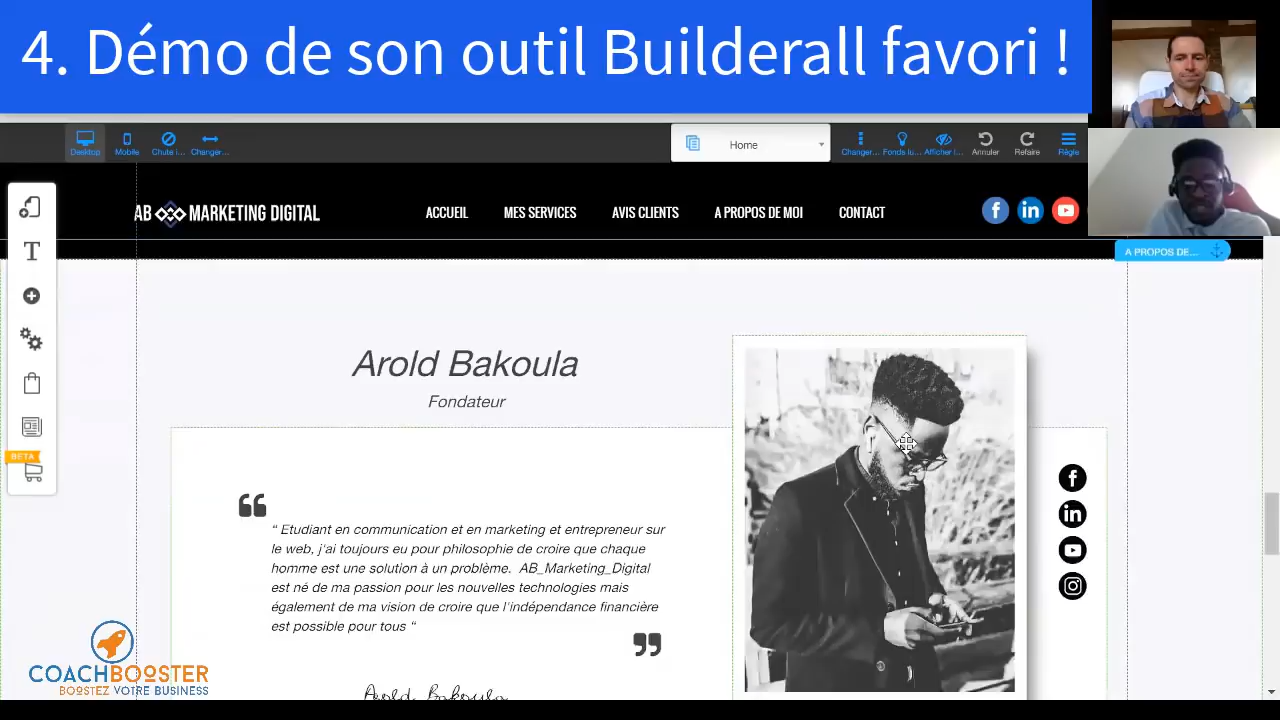 4. Démo de son outil Builderall favori !
Desktop
Mobile
Chute i...
Changer...
Home
Changer...
Fonds tu...
Afficher l...
Annuler
Refaire
Règle
AB MARKETING DIGITAL
ACCUEIL
MES SERVICES
AVIS CLIENTS
A PROPOS DE MOI
CONTACT
A PROPOS DE...
T
BETA
Arold Bakoula
Fondateur
“ Etudiant en communication et en marketing et entrepreneur sur
le web, j'ai toujours eu pour philosophie de croire que chaque
homme est une solution à un problème. AB_Marketing_Digital
est né de ma passion pour les nouvelles technologies mais
également de ma vision de croire que l'indépendance financière
est possible pour tous “
Arold Bakoula
COACHBOOSTER
BOOSTEZ VOTRE BUSINESS